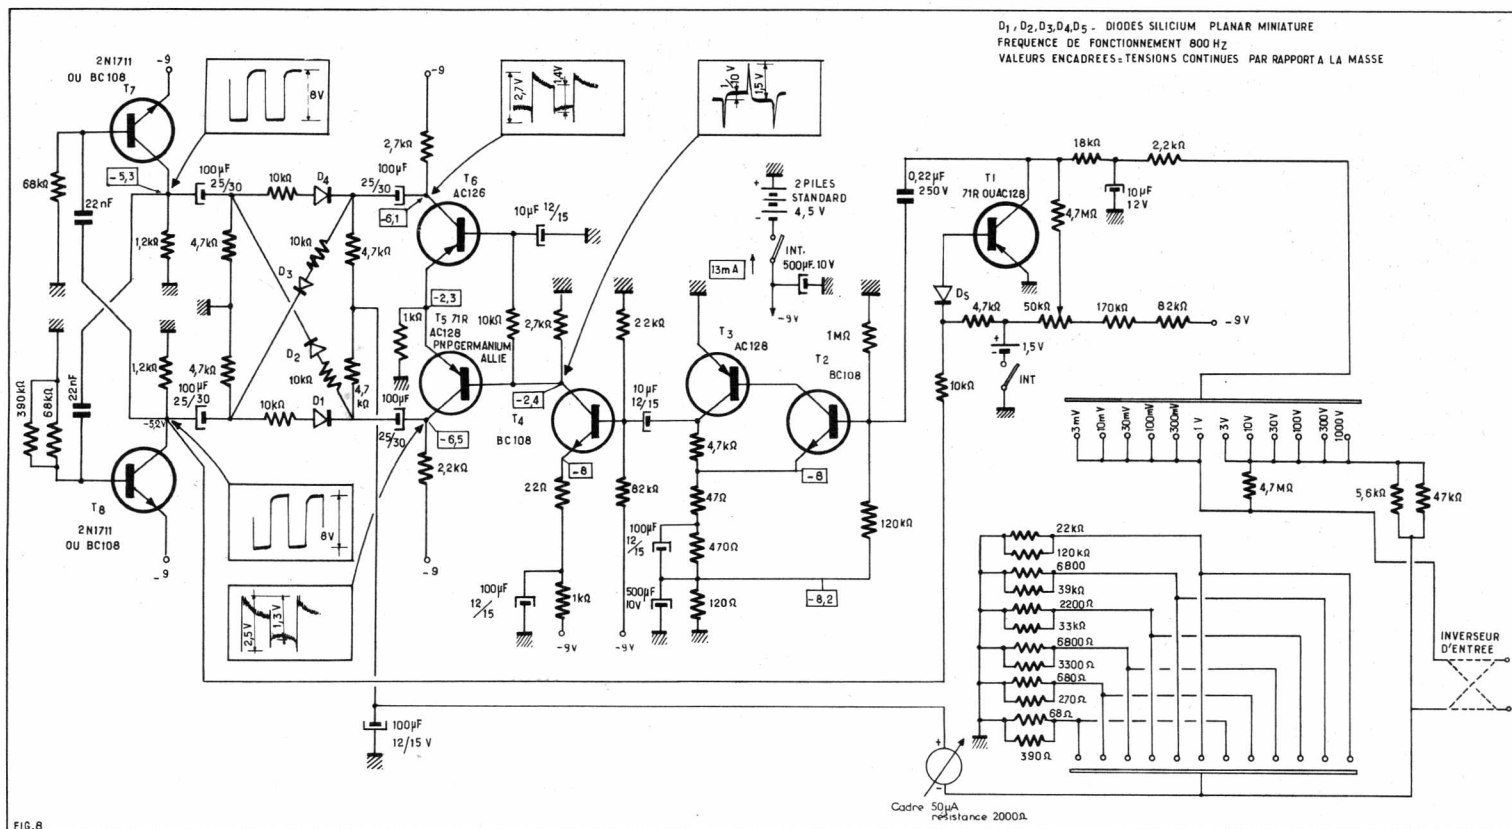 D1, D2, D3, D4, D5 - DIODES SILICIUM PLANAR MINIATURE
FREQUENCE DE FONCTIONNEMENT 800 HZ
VALEURS ENCADREES = TENSIONS CONTINUES PAR RAPPORT A LA MASSE
2N1711
OU BC108
T7
-9
8V
68kΩ
22nF
-5,3
100µF
25/30
10kΩ
D4
1,2kΩ
4,7kΩ
10kΩ
D3
4,7kΩ
100µF
25/30
2,7V
1,4V
-9
2,7kΩ
T6
AC126
-6,1
10µF 12/15
1/10 V
1,5V
2 PILES
STANDARD
4,5 V
INT.
500µF. 10V
13mA
-9V
0,22µF
250V
T1
71R OU AC128
18kΩ
2,2kΩ
10µF
12V
4,7MΩ
D5
4,7kΩ
50kΩ
170kΩ
82kΩ
-9V
1,5V
INT
10kΩ
390kΩ
68kΩ
22nF
1,2kΩ
4,7kΩ
100µF
25/30
D2
10kΩ
10kΩ
D1
4,7
kΩ
100µF
25/30
-5,2V
T8
2N1711
OU BC108
-9
8V
2,5V
1,3V
1kΩ
-2,3
T5 71R
AC128
PNP GERMANIUM
ALLIE
-6,5
2,2kΩ
-9
10kΩ
2,7kΩ
-2,4
T4
BC108
-8
22Ω
100µF
12/15
1kΩ
-9V
22kΩ
82kΩ
-9V
10µF
12/15
T3
AC128
T2
BC108
1MΩ
4,7kΩ
-8
47Ω
100µF
12/15
470Ω
500µF
10V
120Ω
-8,2
120kΩ
100µF
12/15 V
3mV
10mV
30mV
100mV
300mV
1V
3V
10V
30V
100V
300V
1000V
4,7MΩ
5,6kΩ
47kΩ
22kΩ
120kΩ
6800
39kΩ
2200Ω
33kΩ
6800Ω
3300Ω
680Ω
270Ω
68Ω
390Ω
INVERSEUR
D'ENTREE
+
-
Cadre 50µA
résistance 2000Ω
FIG.8